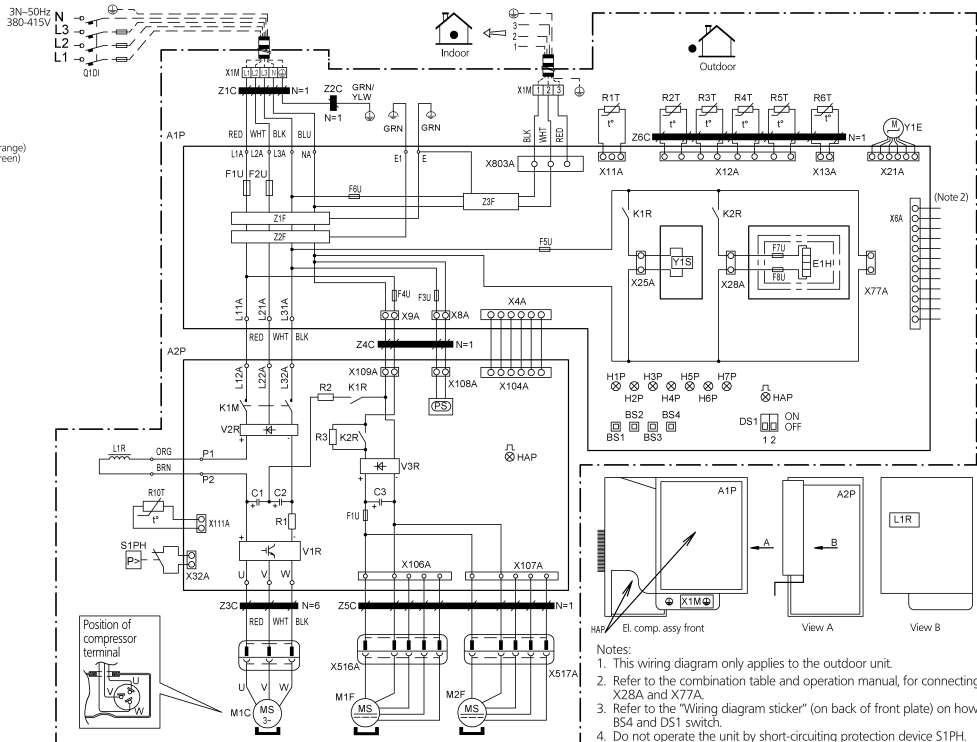 3N~50Hz
380-415V
N
L3
L2
L1
Q1DI
range)
reen)
3
2
1
Indoor
Outdoor
X1M L1 L2 L3 N
Z1C N=1
Z2C
N=1
GRN/
YLW
GRN
GRN
X1M 1 2 3
BLK
WHT
RED
R1T R2T R3T R4T R5T R6T
t° t° t° t° t° t°
Z6C N=1
M Y1E
A1P
RED WHT BLK BLU
L1A L2A L3A NA
E1 E
X803A
X11A X12A X13A X21A
F1U F2U
F6U
Z3F
Z1F
Z2F
F5U
K1R K2R
X6A
(Note 2)
Y1S
X25A
F7U
F8U
E1H
X28A
X77A
L11A
L21A
L31A
F4U F3U
X9A X8A
X4A
RED WHT BLK
Z4C N=1
A2P
L12A
L22A
L32A
X109A
X108A
X104A
PS
H1P H3P H5P H7P
H2P H4P H6P
HAP
BS2 BS4
BS1 BS3
DS1 ON
OFF
1 2
K1M
V2R
R2 K1R
R3 K2R
V3R
HAP
L1R
ORG P1
BRN P2
+ -
C1 C2
+ +
C3
+
R10T
t°
X111A
R1
F1U
S1PH
P>
X32A
V1R
+ -
U V W
X106A X107A
Z3C N=6
Z5C N=1
RED WHT BLK
Position of
compressor
terminal
U
V
W
X516A
X517A
U V W
M1C
MS
3~
M1F
MS
M2F
MS
A1P
A2P
L1R
A
B
X1M
HAP
El. comp. assy front
View A
View B
Notes:
1. This wiring diagram only applies to the outdoor unit.
2. Refer to the combination table and operation manual, for connecting
X28A and X77A.
3. Refer to the "Wiring diagram sticker" (on back of front plate) on how
BS4 and DS1 switch.
4. Do not operate the unit by short-circuiting protection device S1PH.